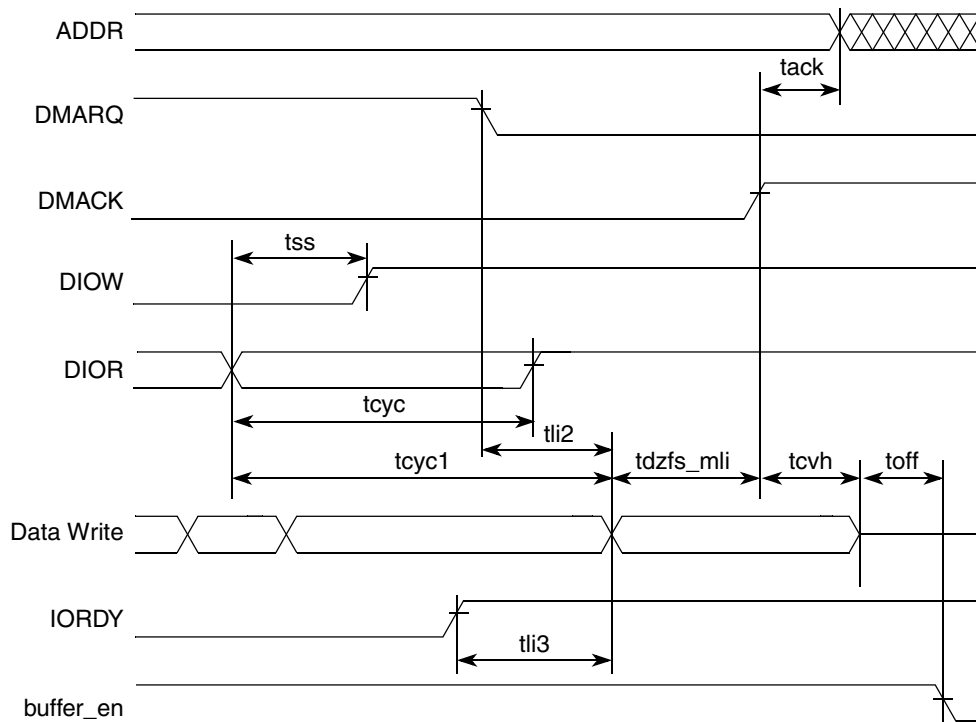 ADDR
tack
DMARQ
DMACK
tss
DIOW
DIOR
tcyc
tli2
tcyc1
tdzfs_mli
tcvh
toff
Data Write
IORDY
tli3
buffer_en